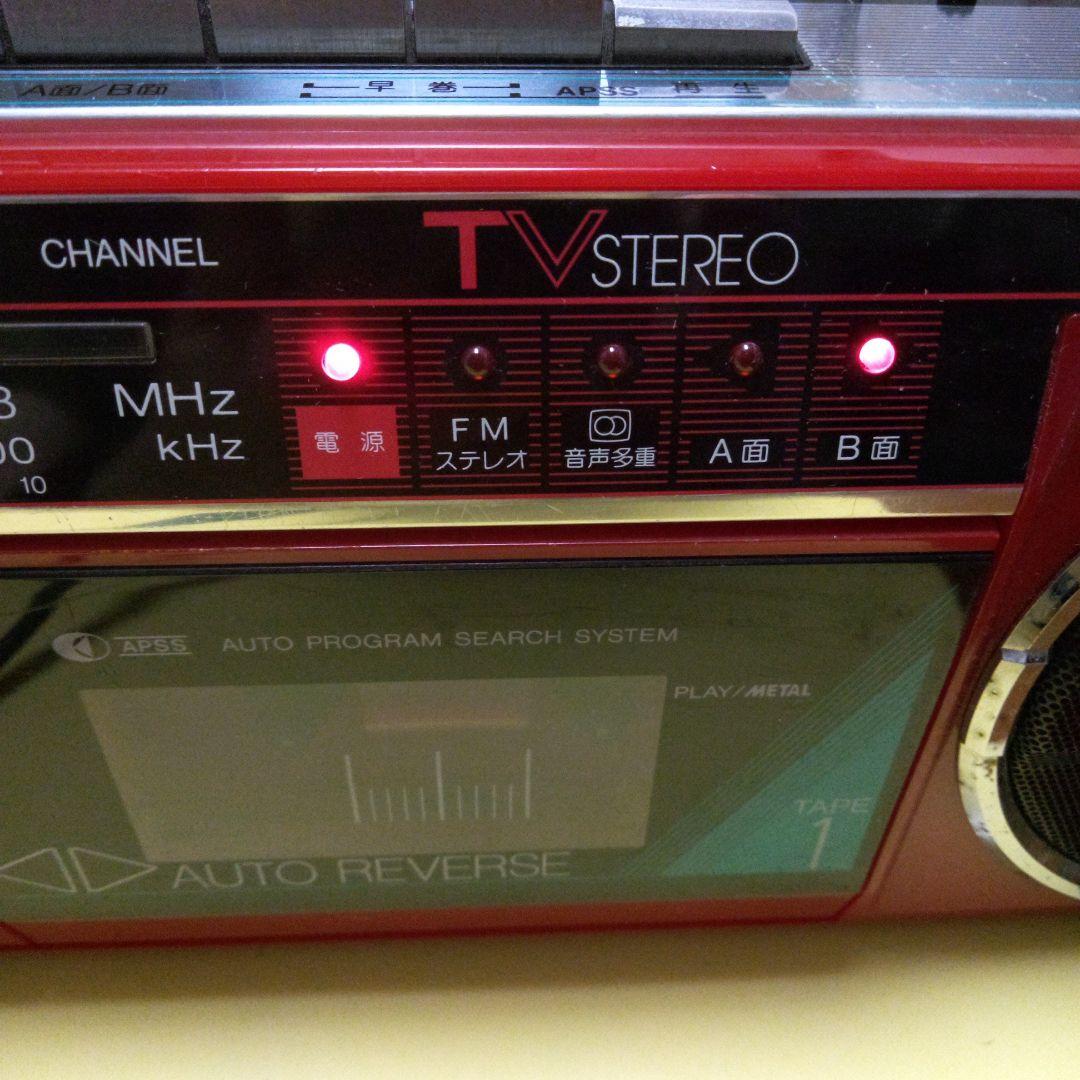 A面/B面 早巻 APSS 再生
CHANNEL
TV STEREO
8 MHz
00 kHz
10
電源
FM
ステレオ
音声多重
A面
B面
APSS AUTO PROGRAM SEARCH SYSTEM
PLAY/METAL
TAPE
1
AUTO REVERSE